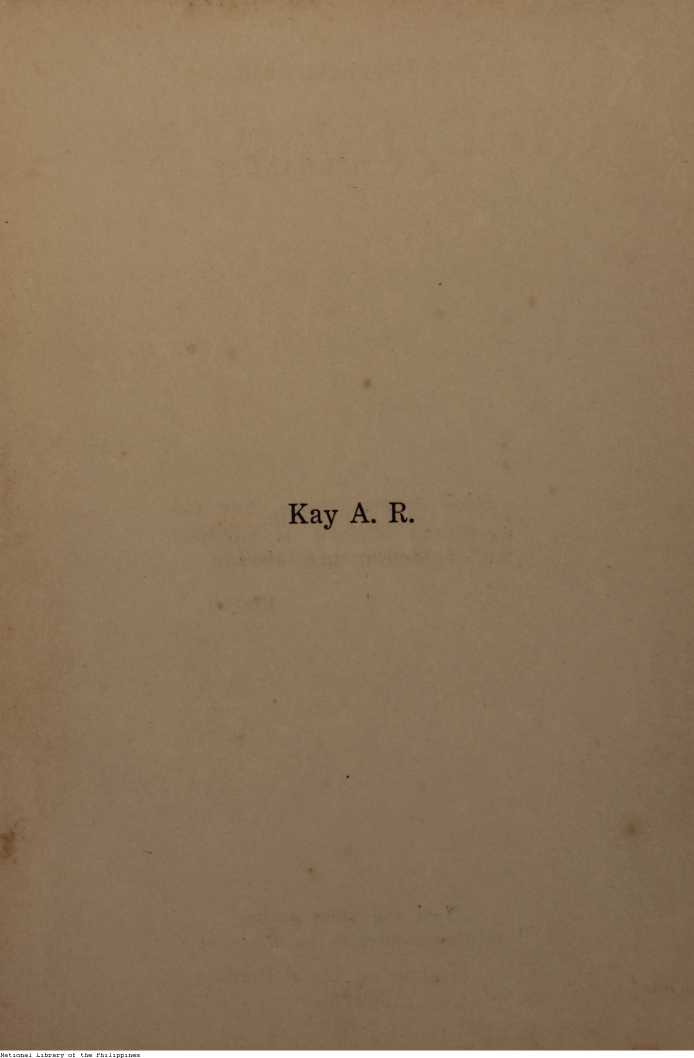 Kay A. R.
National Library of the Philippines